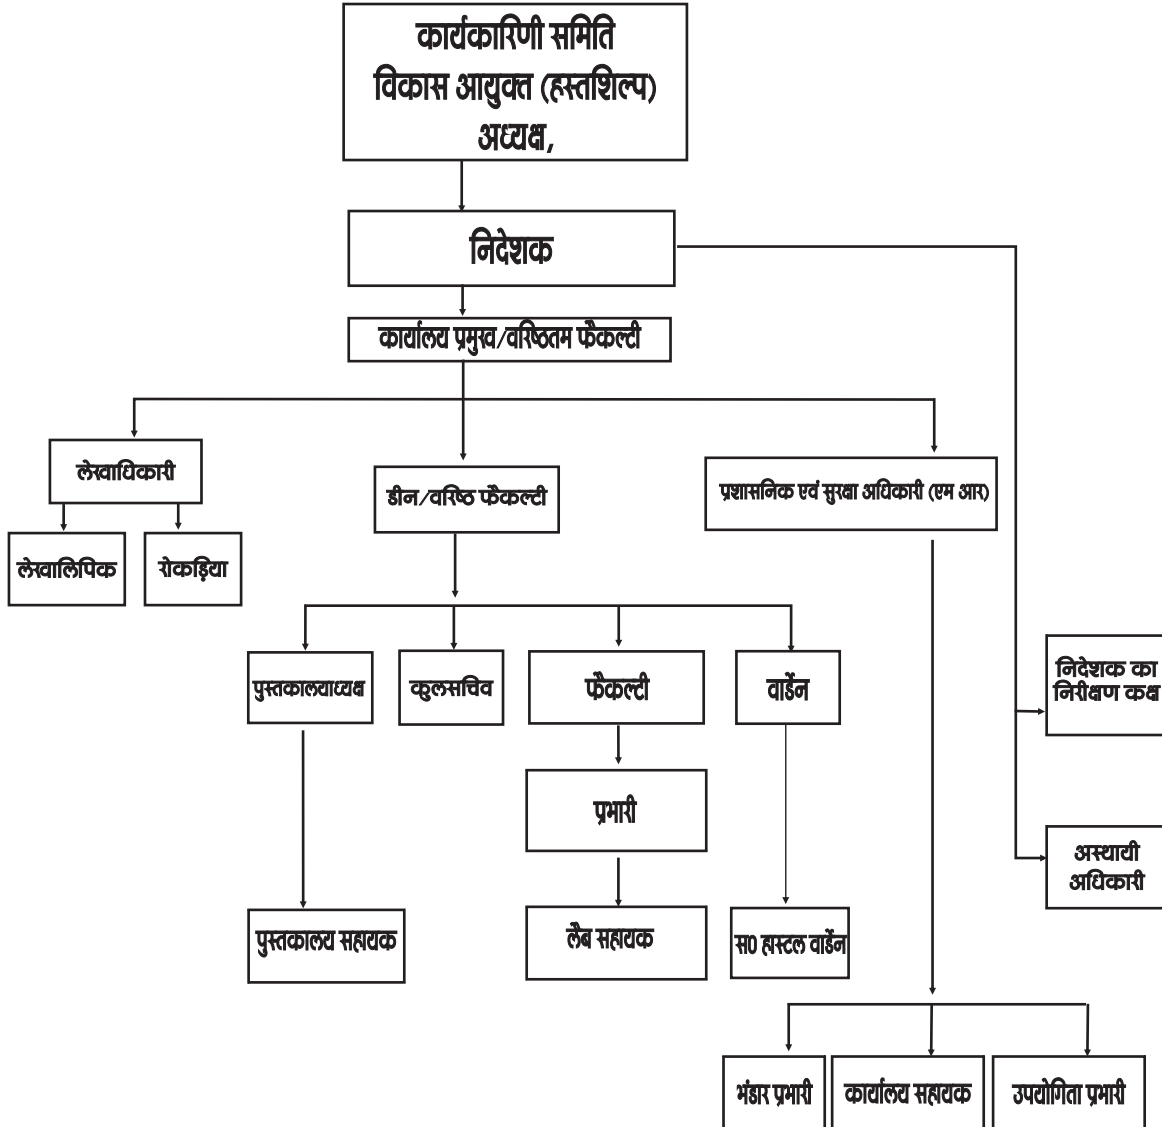 कार्यकारिणी समिति
विकास आयुक्त (हस्तशिल्प)
अध्यक्ष,
निदेशक
कार्यालय प्रमुख/वरिष्ठतम फैकल्टी
लेखाधिकारी
डीन/वरिष्ठ फैकल्टी
प्रशासनिक एवं सुरक्षा अधिकारी (एम आर)
लेखालिपिक
रोकड़िया
पुस्तकालयाध्यक्ष
कुलसचिव
फैकल्टी
वार्डेन
निदेशक का
निरीक्षण कक्ष
प्रभारी
अस्थायी
अधिकारी
पुस्तकालय सहायक
लैब सहायक
स0 हास्टल वार्डेन
भंडार प्रभारी
कार्यालय सहायक
उपयोगिता प्रभारी